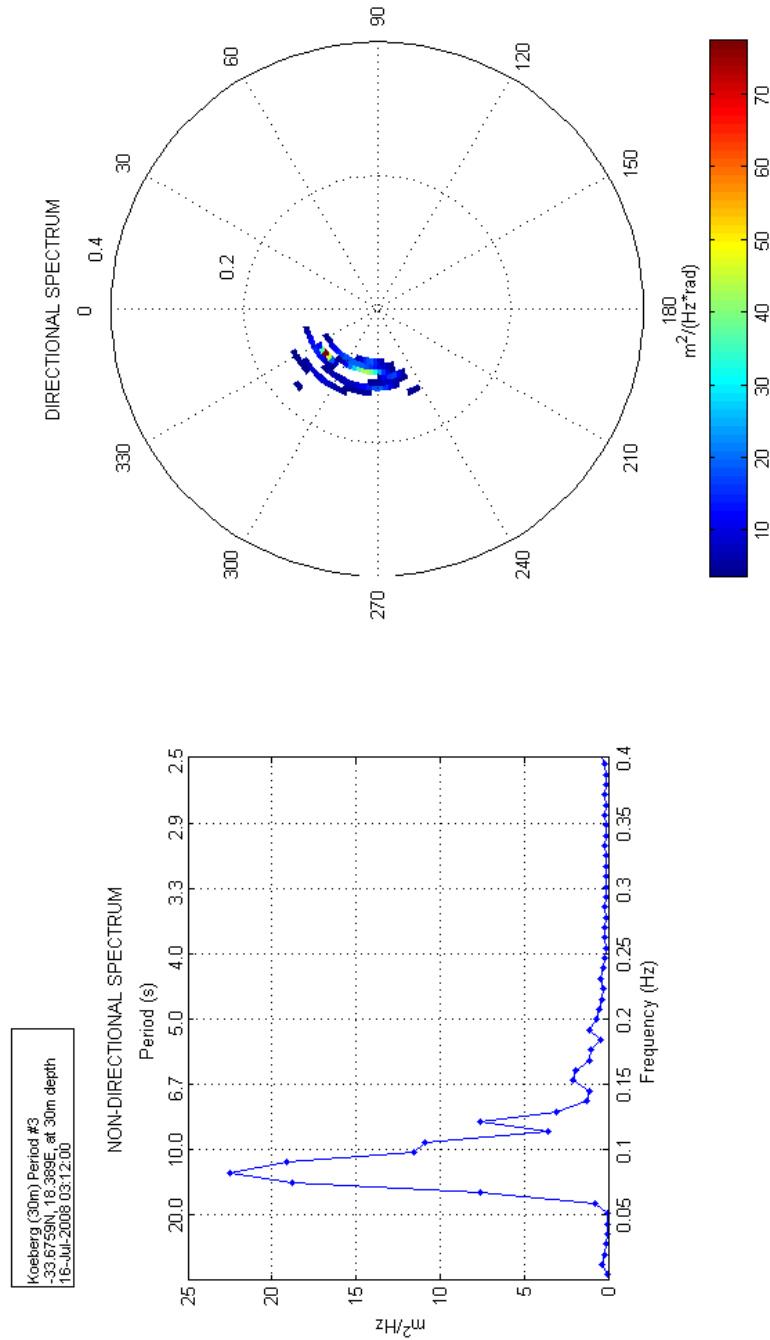 Koeberg (30m) Period #3
-33.6759N, 18.389E, at 30m depth
16-Jul-2008 03:12:00
NON-DIRECTIONAL SPECTRUM
Period (s)
20.0 10.0 6.7 5.0 4.0 3.3 2.9 2.5
25
20
15
10
5
0
m²/Hz
0.05 0.1 0.15 0.2 0.25 0.3 0.35 0.4
Frequency (Hz)
DIRECTIONAL SPECTRUM
0
30
60
90
120
150
180
210
240
270
300
330
0.2
0.4
m²/(Hz*rad)
10 20 30 40 50 60 70